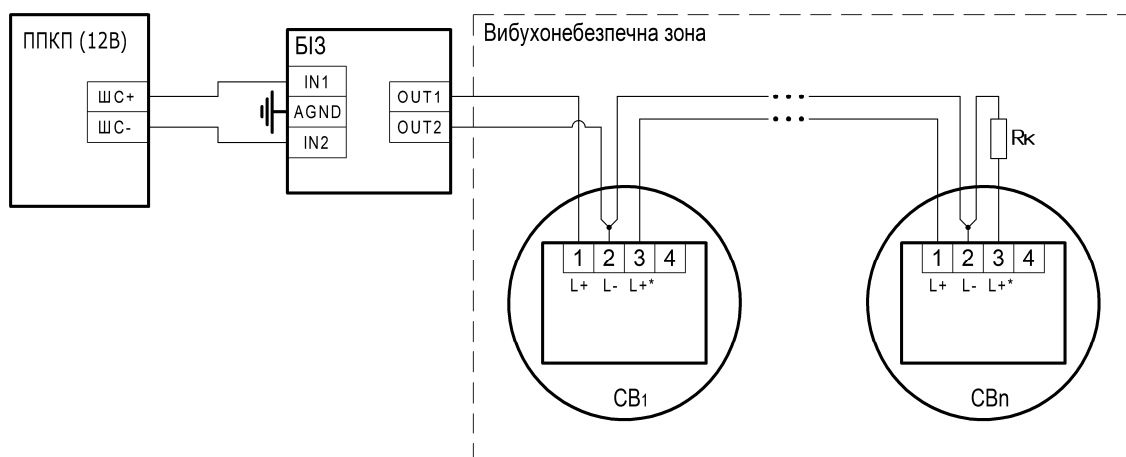 ППКП (12В)
ШС+
ШС-
БІЗ
IN1
AGND
IN2
OUT1
OUT2
Вибухонебезпечна зона
Rк
1 2 3 4
L+ L- L+*
СВ1
1 2 3 4
L+ L- L+*
СВn